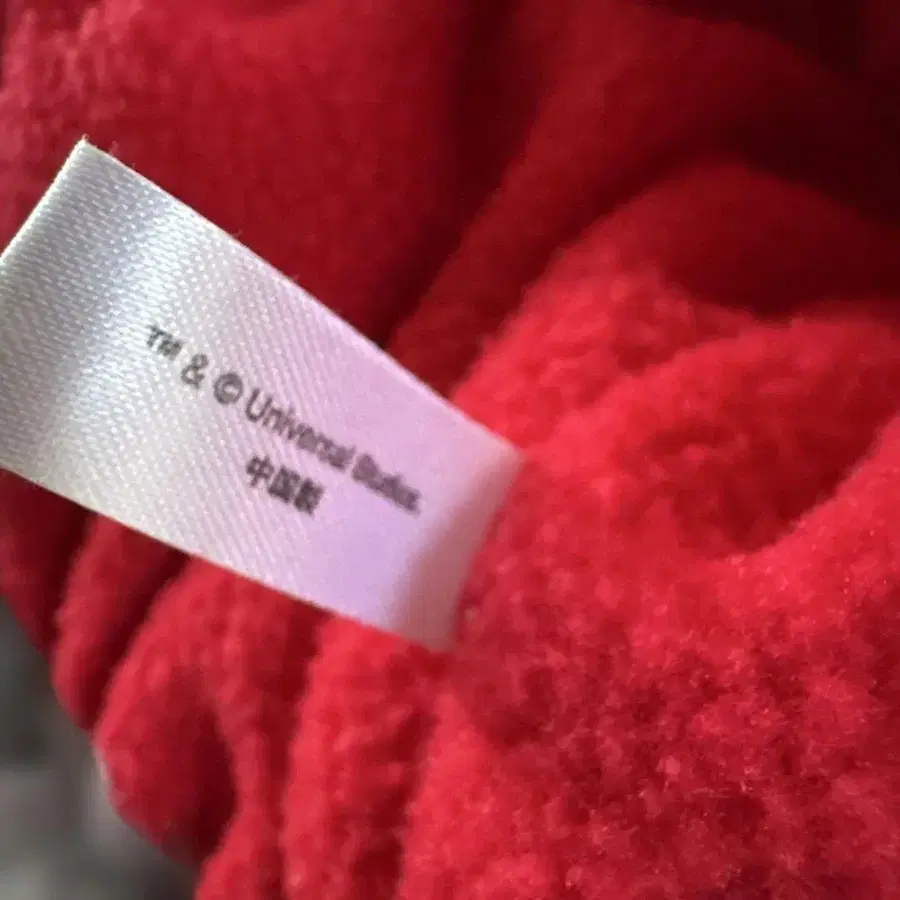 ™ & © Universal Studios.
中国製